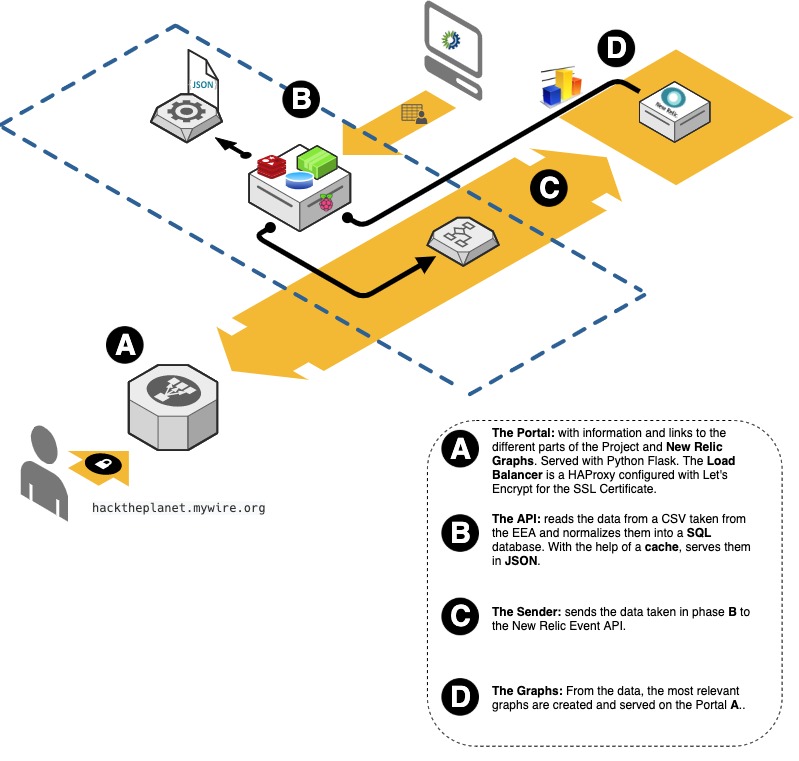 D
JSON
B
New Relic
C
A
hacktheplanet.mywire.org
A
The Portal: with information and links to the
different parts of the Project and New Relic
Graphs. Served with Python Flask. The Load
Balancer is a HAProxy configured with Let's
Encrypt for the SSL Certificate.
B
The API: reads the data from a CSV taken from
the EEA and normalizes them into a SQL
database. With the help of a cache, serves them
in JSON.
C
The Sender: sends the data taken in phase B to
the New Relic Event API.
D
The Graphs: From the data, the most relevant
graphs are created and served on the Portal A..